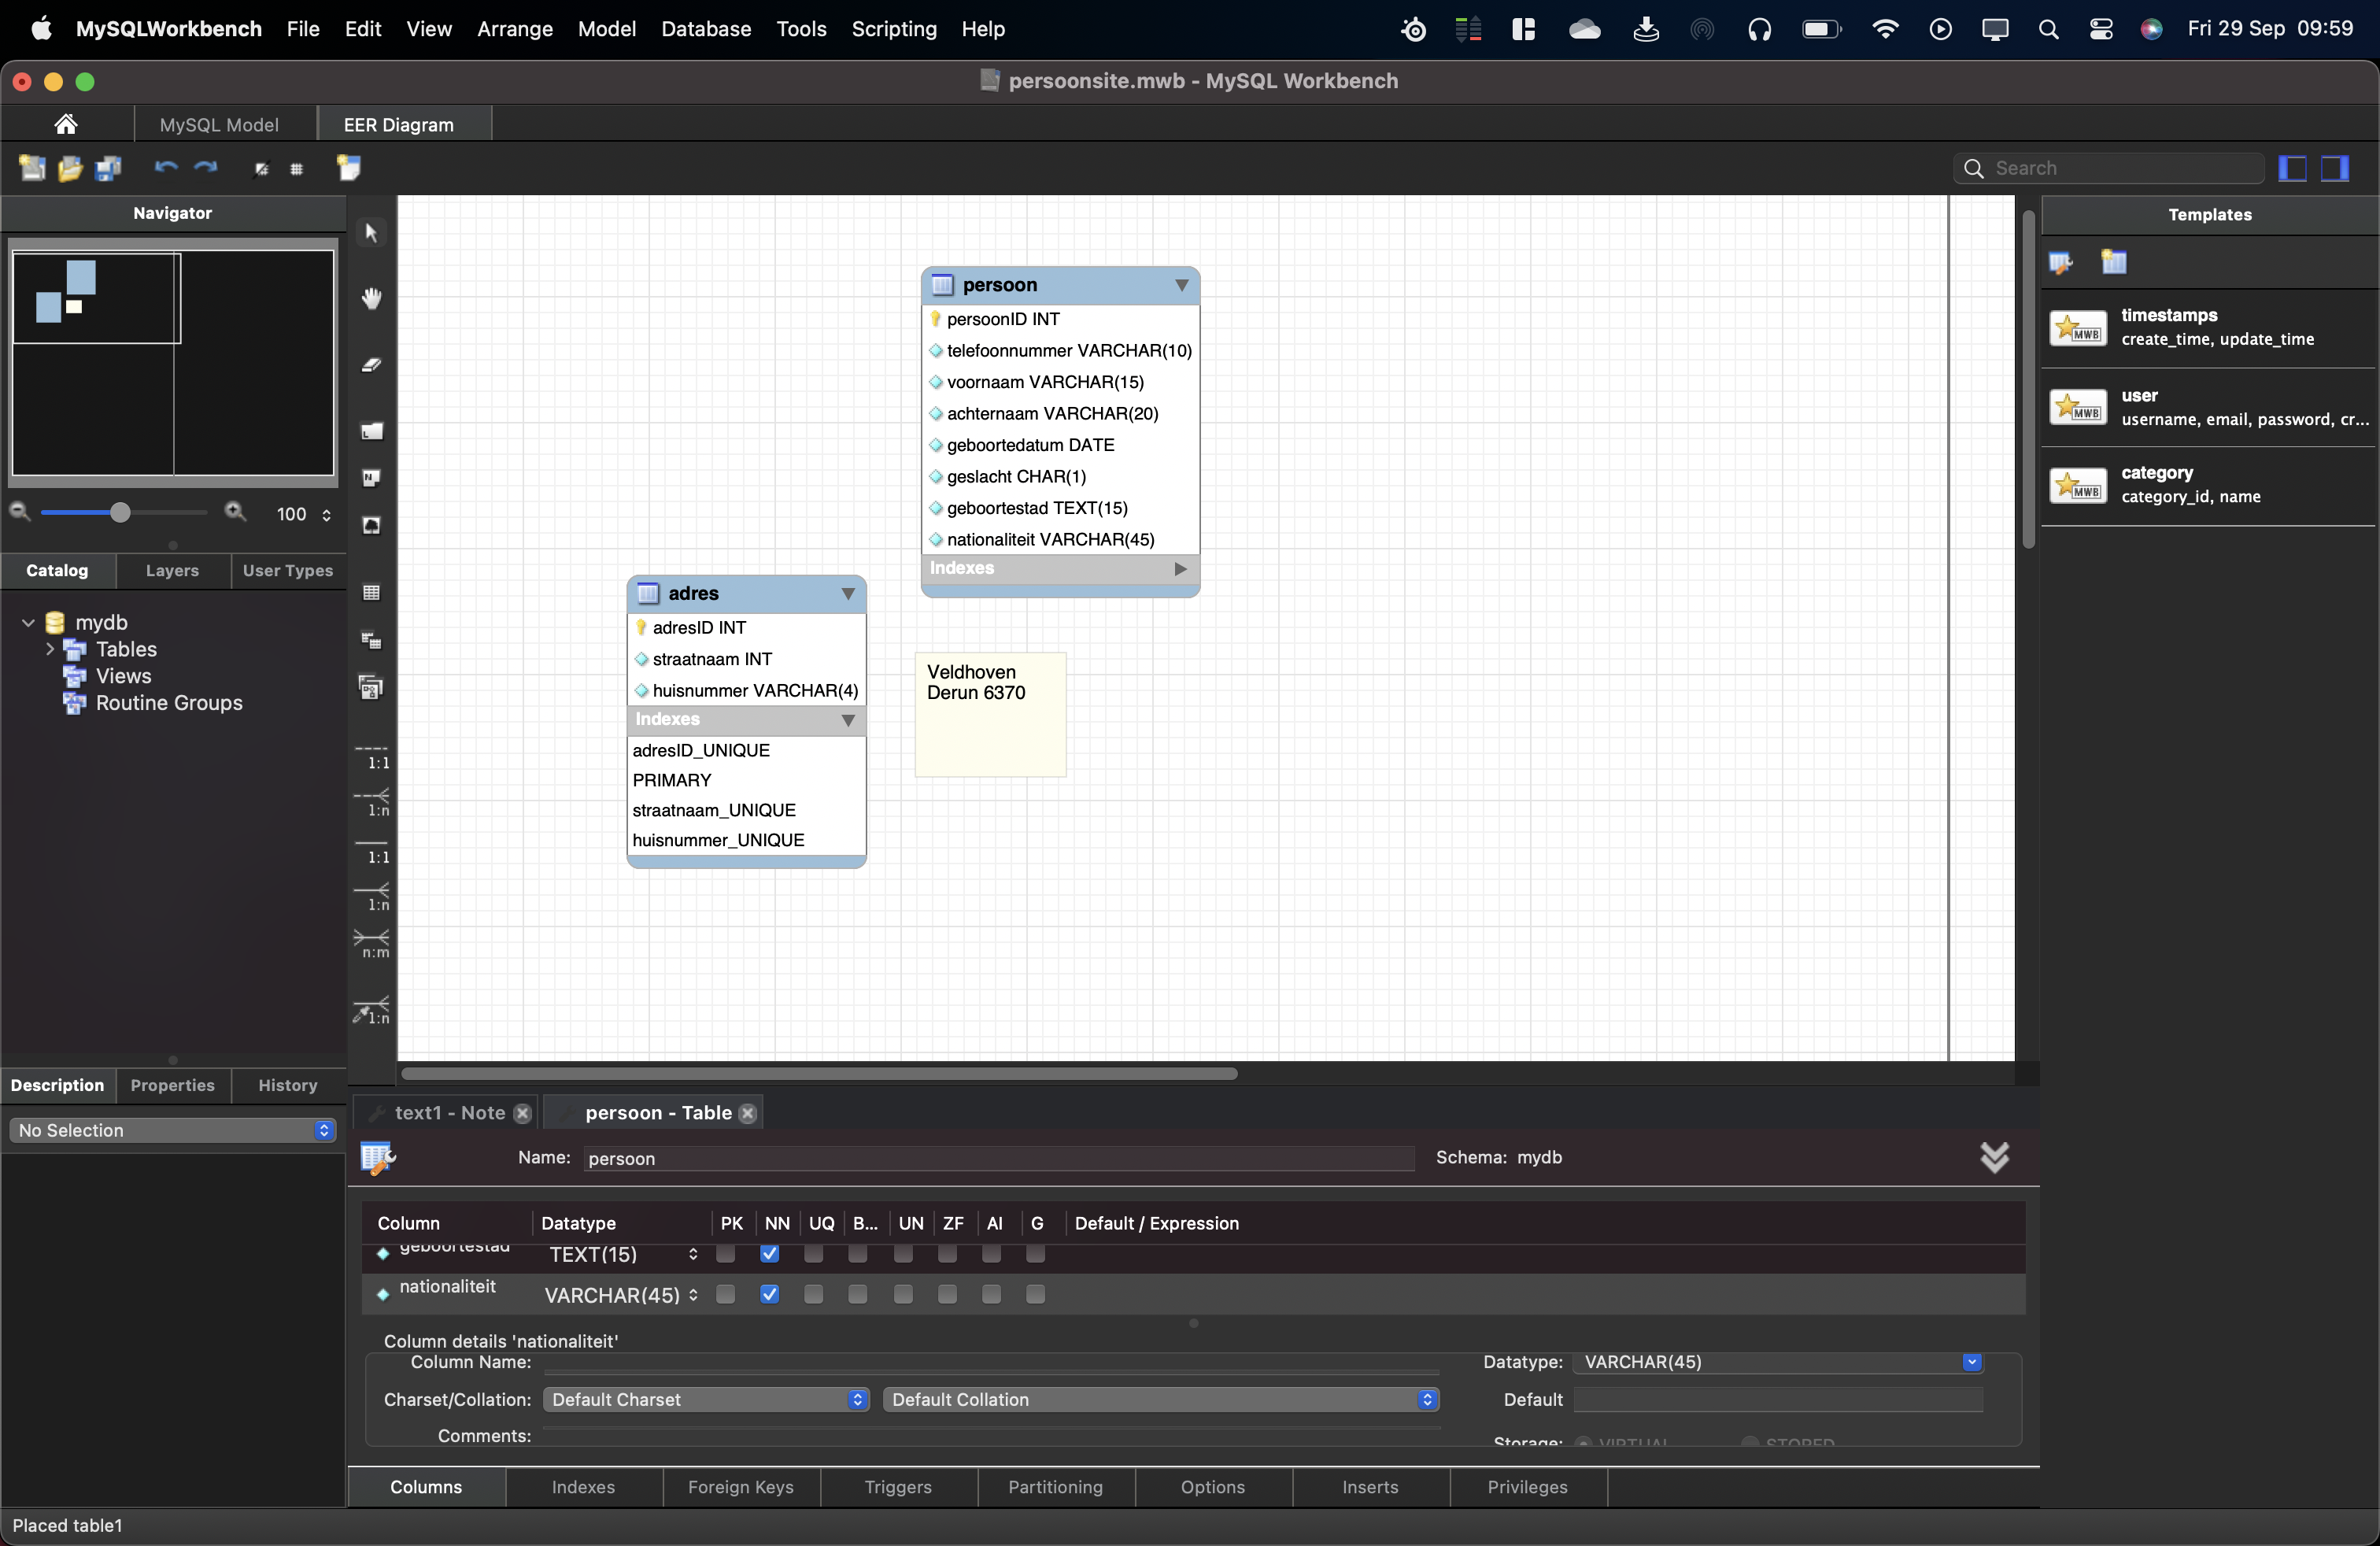 MySQLWorkbench File Edit View Arrange Model Database Tools Scripting Help Fri 29 Sep 09:59
persoonsite.mwb - MySQL Workbench
MySQL Model EER Diagram
Search
Navigator
100
Catalog Layers User Types
mydb
Tables
Views
Routine Groups
Description Properties History
No Selection
1:1
1:n
1:1
1:n
n:m
1:n
persoon
persoonID INT
telefoonnummer VARCHAR(10)
voornaam VARCHAR(15)
achternaam VARCHAR(20)
geboortedatum DATE
geslacht CHAR(1)
geboortestad TEXT(15)
nationaliteit VARCHAR(45)
Indexes
adres
adresID INT
straatnaam INT
huisnummer VARCHAR(4)
Indexes
adresID_UNIQUE
PRIMARY
straatnaam_UNIQUE
huisnummer_UNIQUE
Veldhoven
Derun 6370
Templates
MWB
timestamps
create_time, update_time
MWB
user
username, email, password, cr...
MWB
category
category_id, name
text1 - Note persoon - Table
Name: persoon Schema: mydb
Column Datatype PK NN UQ B... UN ZF AI G Default / Expression
geboortestad TEXT(15)
nationaliteit VARCHAR(45)
Column details 'nationaliteit'
Column Name: Datatype: VARCHAR(45)
Charset/Collation: Default Charset Default Collation Default
Comments: Storage: VIRTUAL STORED
Columns Indexes Foreign Keys Triggers Partitioning Options Inserts Privileges
Placed table1